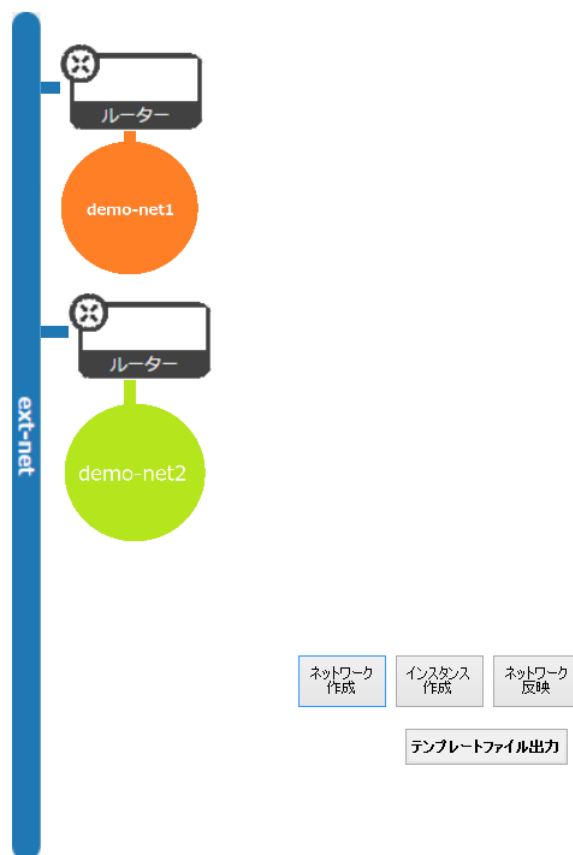 ルーター
demo-net1
ルーター
ext-net
demo-net2
ネットワーク
作成
インスタンス
作成
ネットワーク
反映
テンプレートファイル出力